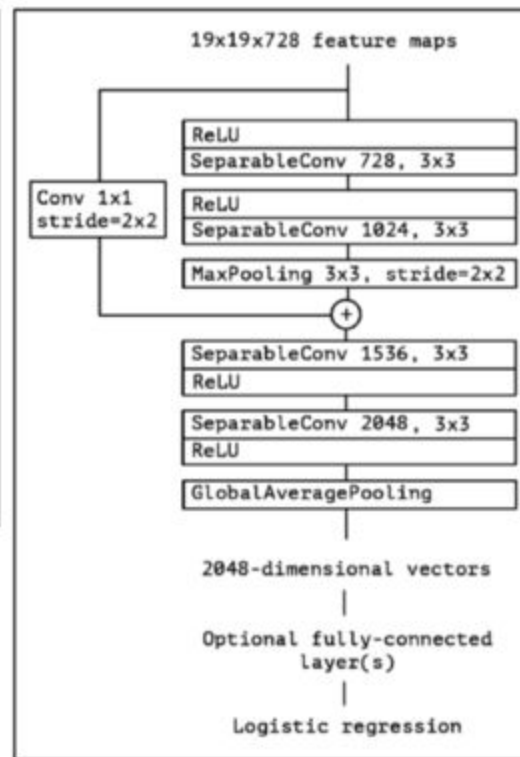 19x19x728 feature maps
ReLU
SeparableConv 728, 3x3
Conv 1x1
stride=2x2
ReLU
SeparableConv 1024, 3x3
MaxPooling 3x3, stride=2x2
+
SeparableConv 1536, 3x3
ReLU
SeparableConv 2048, 3x3
ReLU
GlobalAveragePooling
2048-dimensional vectors
Optional fully-connected
layer(s)
Logistic regression